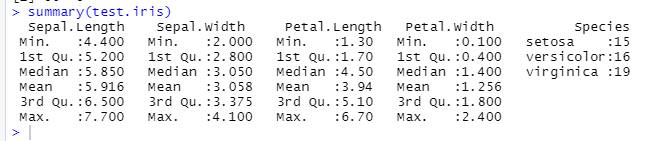 > summary(test.iris)
  Sepal.Length    Sepal.Width     Petal.Length   Petal.Width          Species
 Min.   :4.400   Min.   :2.000   Min.   :1.30   Min.   :0.100   setosa    :15
 1st Qu.:5.200   1st Qu.:2.800   1st Qu.:1.70   1st Qu.:0.400   versicolor:16
 Median :5.850   Median :3.050   Median :4.50   Median :1.400   virginica :19
 Mean   :5.916   Mean   :3.058   Mean   :3.94   Mean   :1.256
 3rd Qu.:6.500   3rd Qu.:3.375   3rd Qu.:5.10   3rd Qu.:1.800
 Max.   :7.700   Max.   :4.100   Max.   :6.70   Max.   :2.400
>